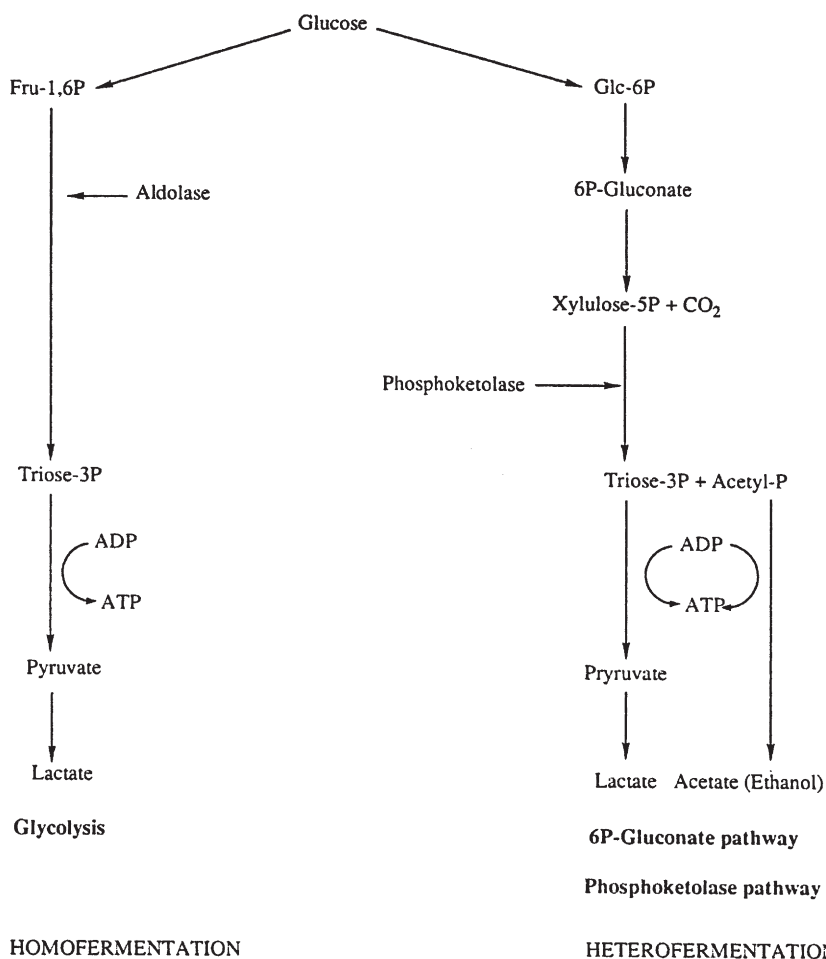 Glucose
Fru-1,6P
Glc-6P
Aldolase
6P-Gluconate
Xylulose-5P + CO₂
Phosphoketolase
Triose-3P
Triose-3P + Acetyl-P
ADP
ADP
ATP
ATP
Pyruvate
Pryruvate
Lactate
Lactate
Acetate (Ethanol)
Glycolysis
6P-Gluconate pathway
Phosphoketolase pathway
HOMOFERMENTATION
HETEROFERMENTATIO